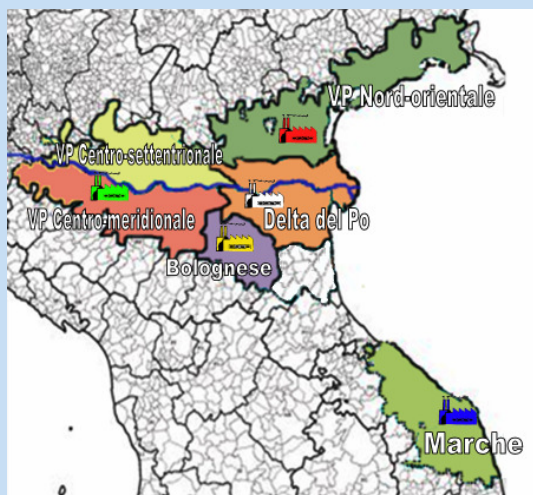 VP Nord-orientale
VP Centro-settentrionale
VP Centro-meridionale
Delta del Po
Bolognese
Marche